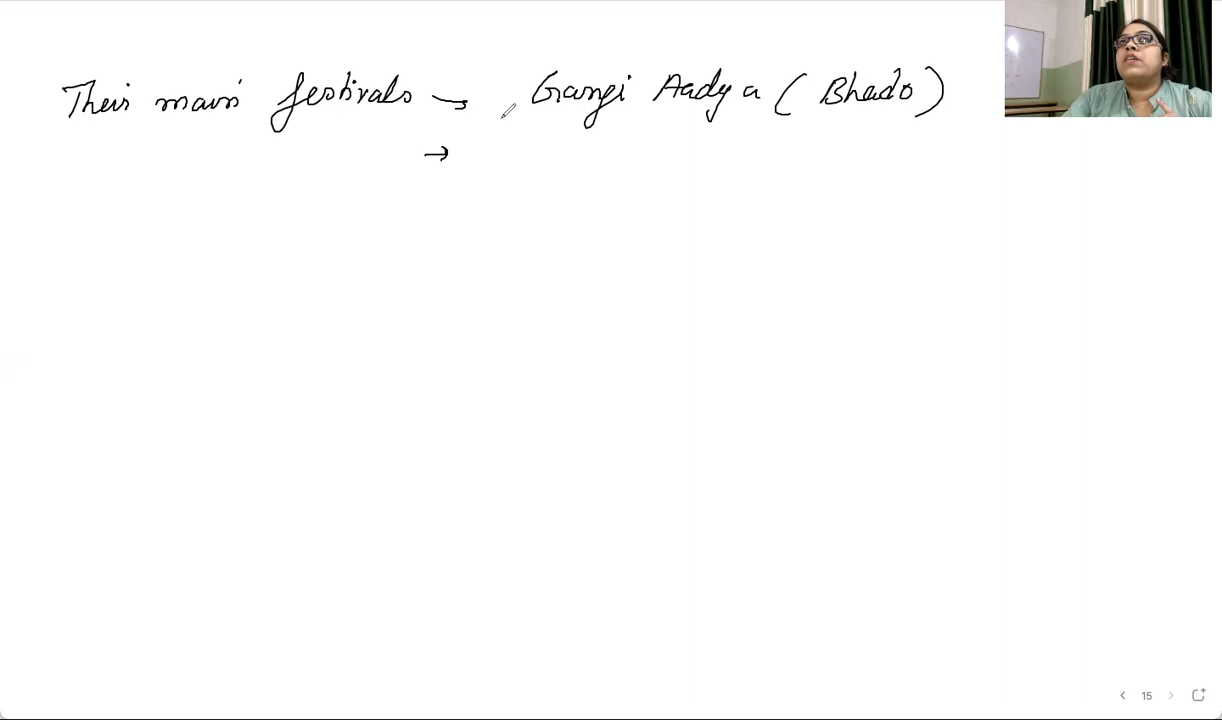 Their main festivals → Gangi Aadya (Bhado)
→
< 15 >